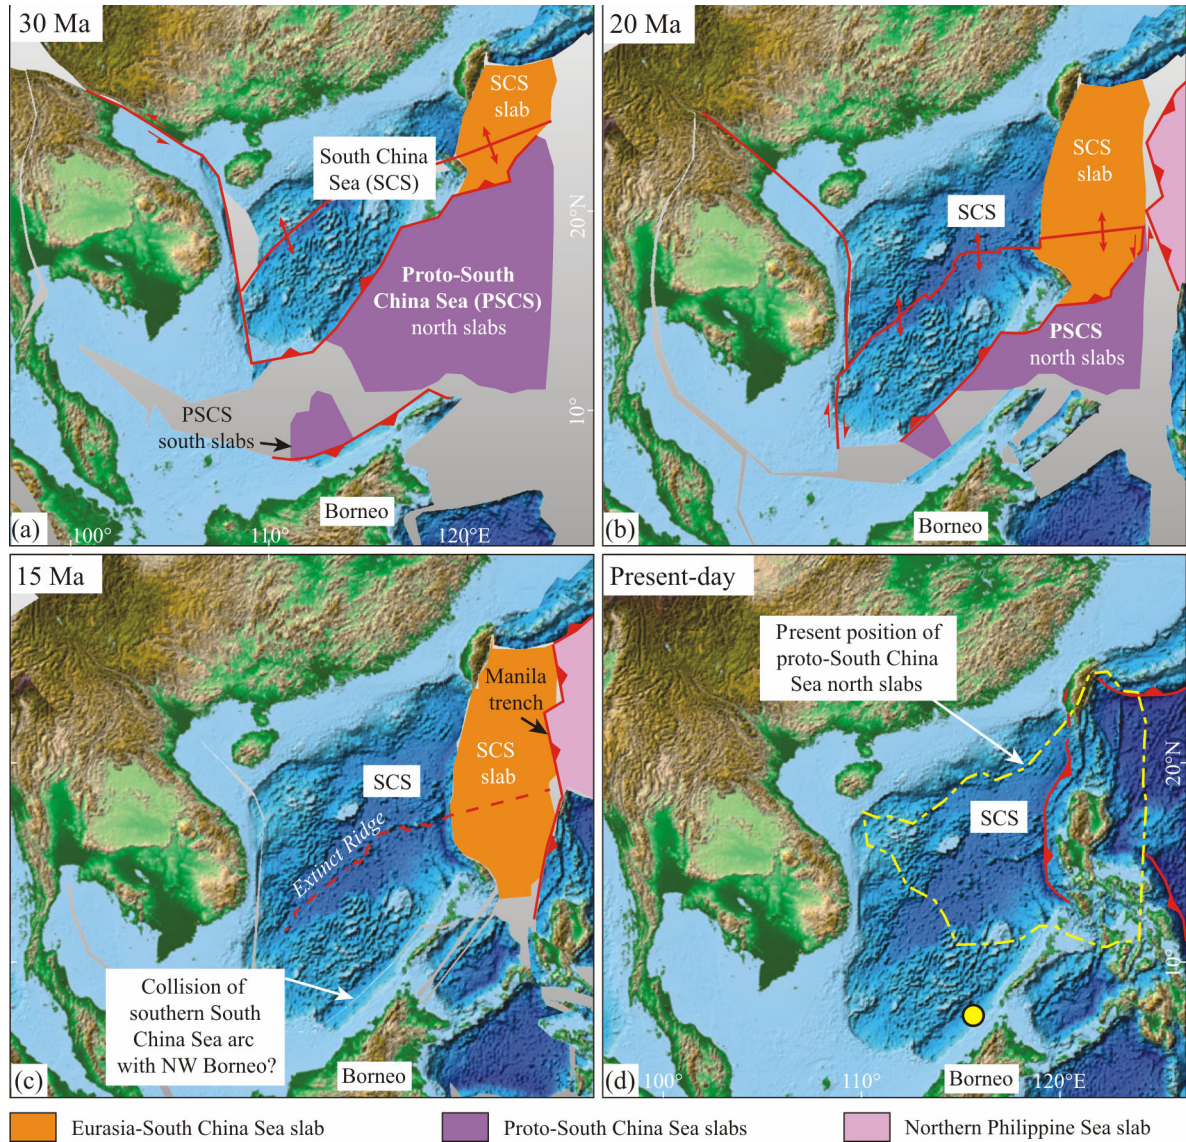 30 Ma
SCS
slab
South China
Sea (SCS)
20°N
Proto-South
China Sea (PSCS)
north slabs
PSCS
south slabs
10°
Borneo
(a)
100°
110°
120°E
20 Ma
SCS
slab
SCS
PSCS
north slabs
Borneo
(b)
15 Ma
Manila
trench
SCS
SCS
slab
Extinct Ridge
Collision of
southern South
China Sea arc
with NW Borneo?
Borneo
(c)
Present-day
Present position of
proto-South China
Sea north slabs
20°N
SCS
10°
Borneo
(d)
100°
110°
120°E
Eurasia-South China Sea slab
Proto-South China Sea slabs
Northern Philippine Sea slab